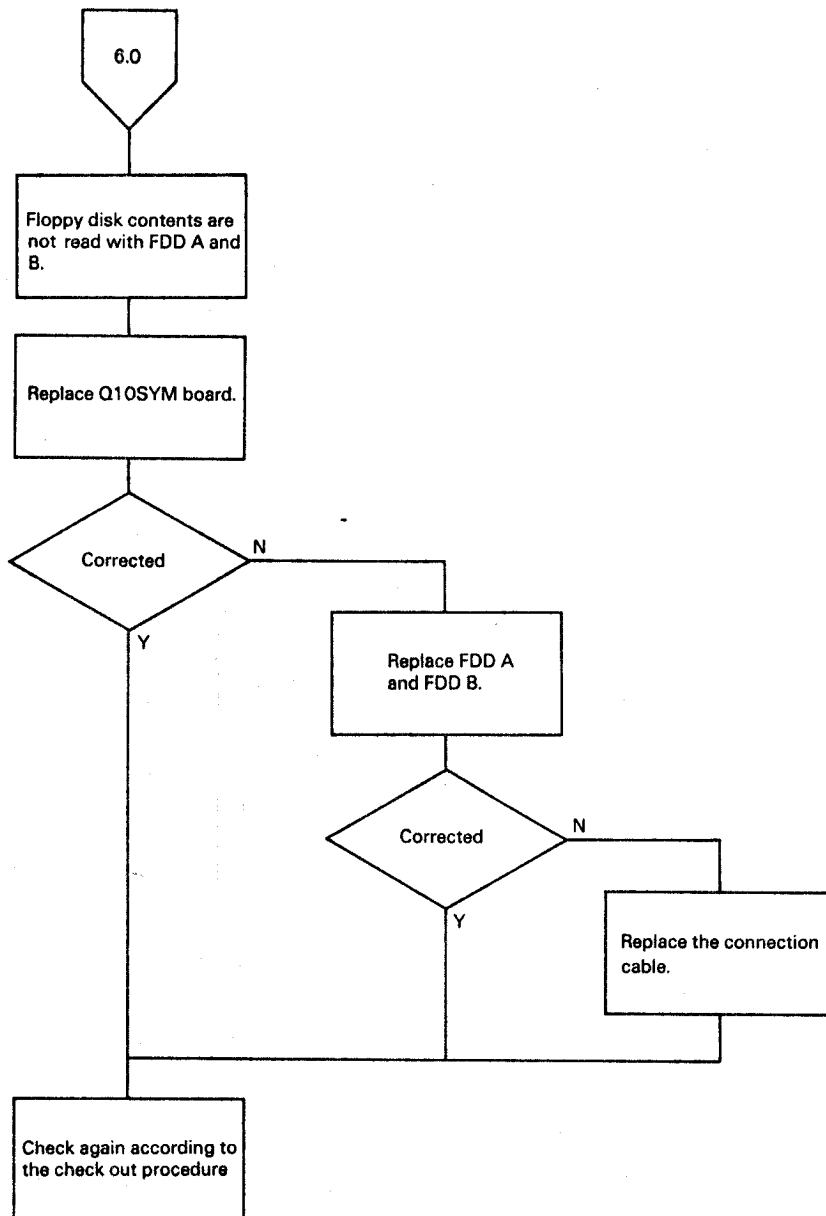 6.0
Floppy disk contents are
not read with FDD A and
B.
Replace Q10SYM board.
Corrected
N
Y
Replace FDD A
and FDD B.
Corrected
N
Y
Replace the connection
cable.
Check again according to
the check out procedure